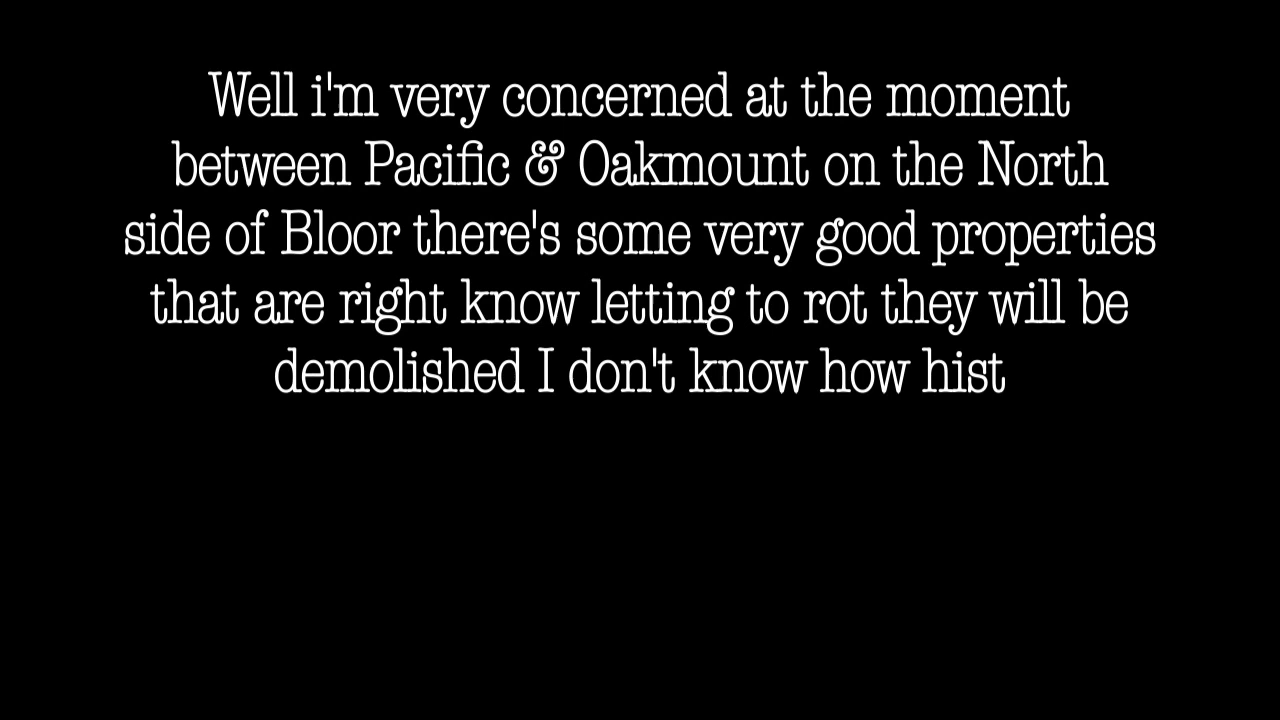 Well i'm very concerned at the moment
between Pacific & Oakmount on the North
side of Bloor there's some very good properties
that are right know letting to rot they will be
demolished I don't know how hist